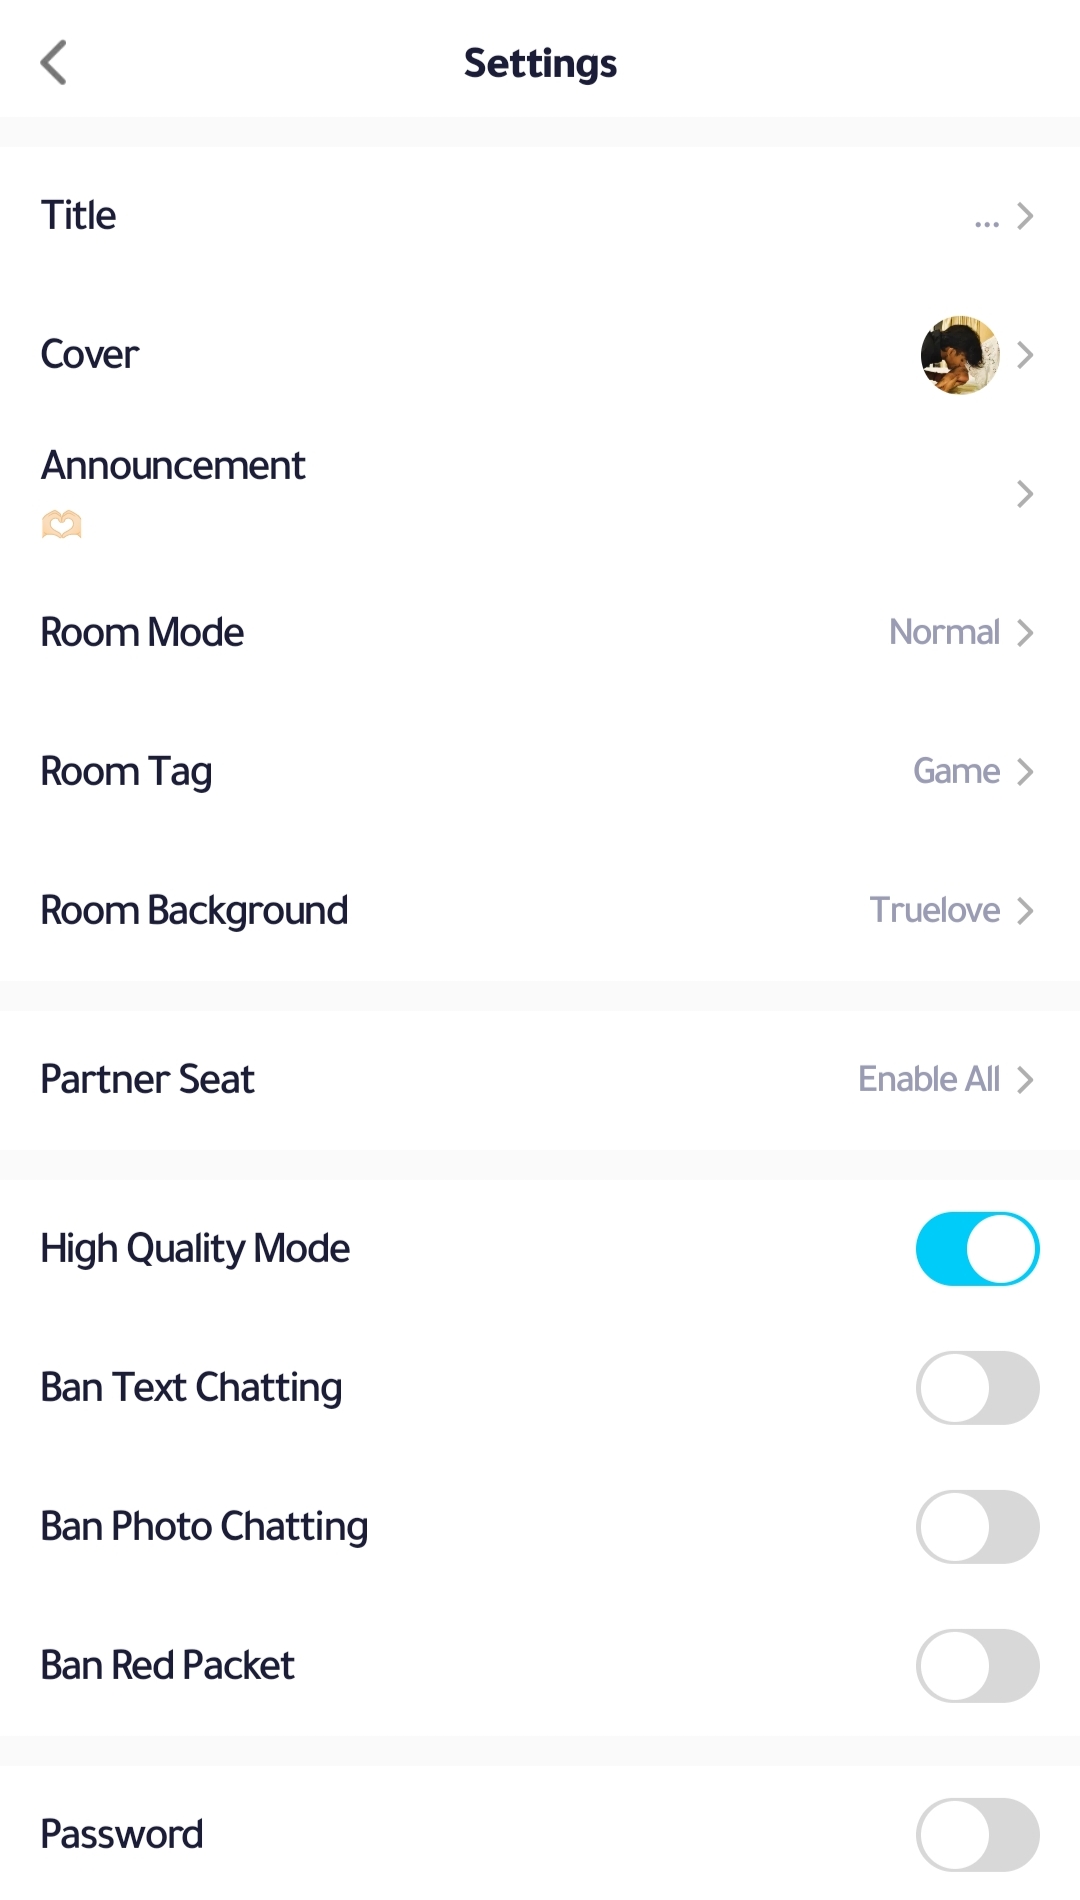 Settings
Title ...
Cover
Announcement
🫶🏻
Room Mode Normal
Room Tag Game
Room Background Truelove
Partner Seat Enable All
High Quality Mode
Ban Text Chatting
Ban Photo Chatting
Ban Red Packet
Password